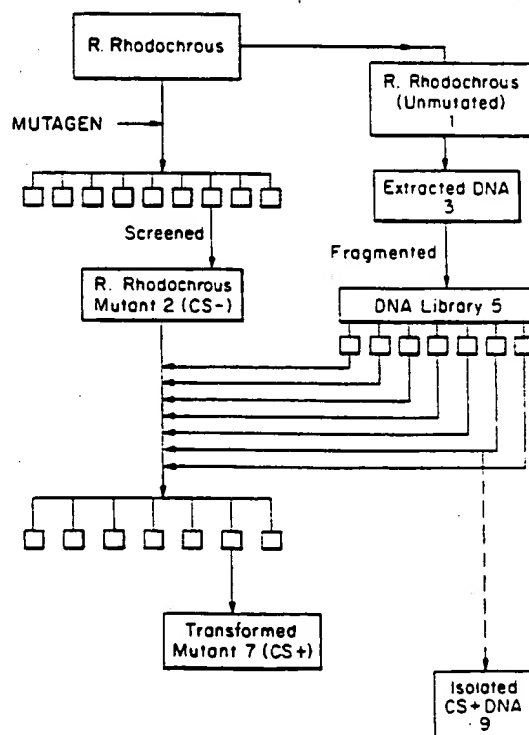 R. Rhodochrous
R. Rhodochrous
(Unmutated)
1
MUTAGEN
Extracted DNA
3
Screened
Fragmented
R. Rhodochrous
Mutant 2 (CS-)
DNA Library 5
Transformed
Mutant 7 (CS+)
Isolated
CS+DNA
9